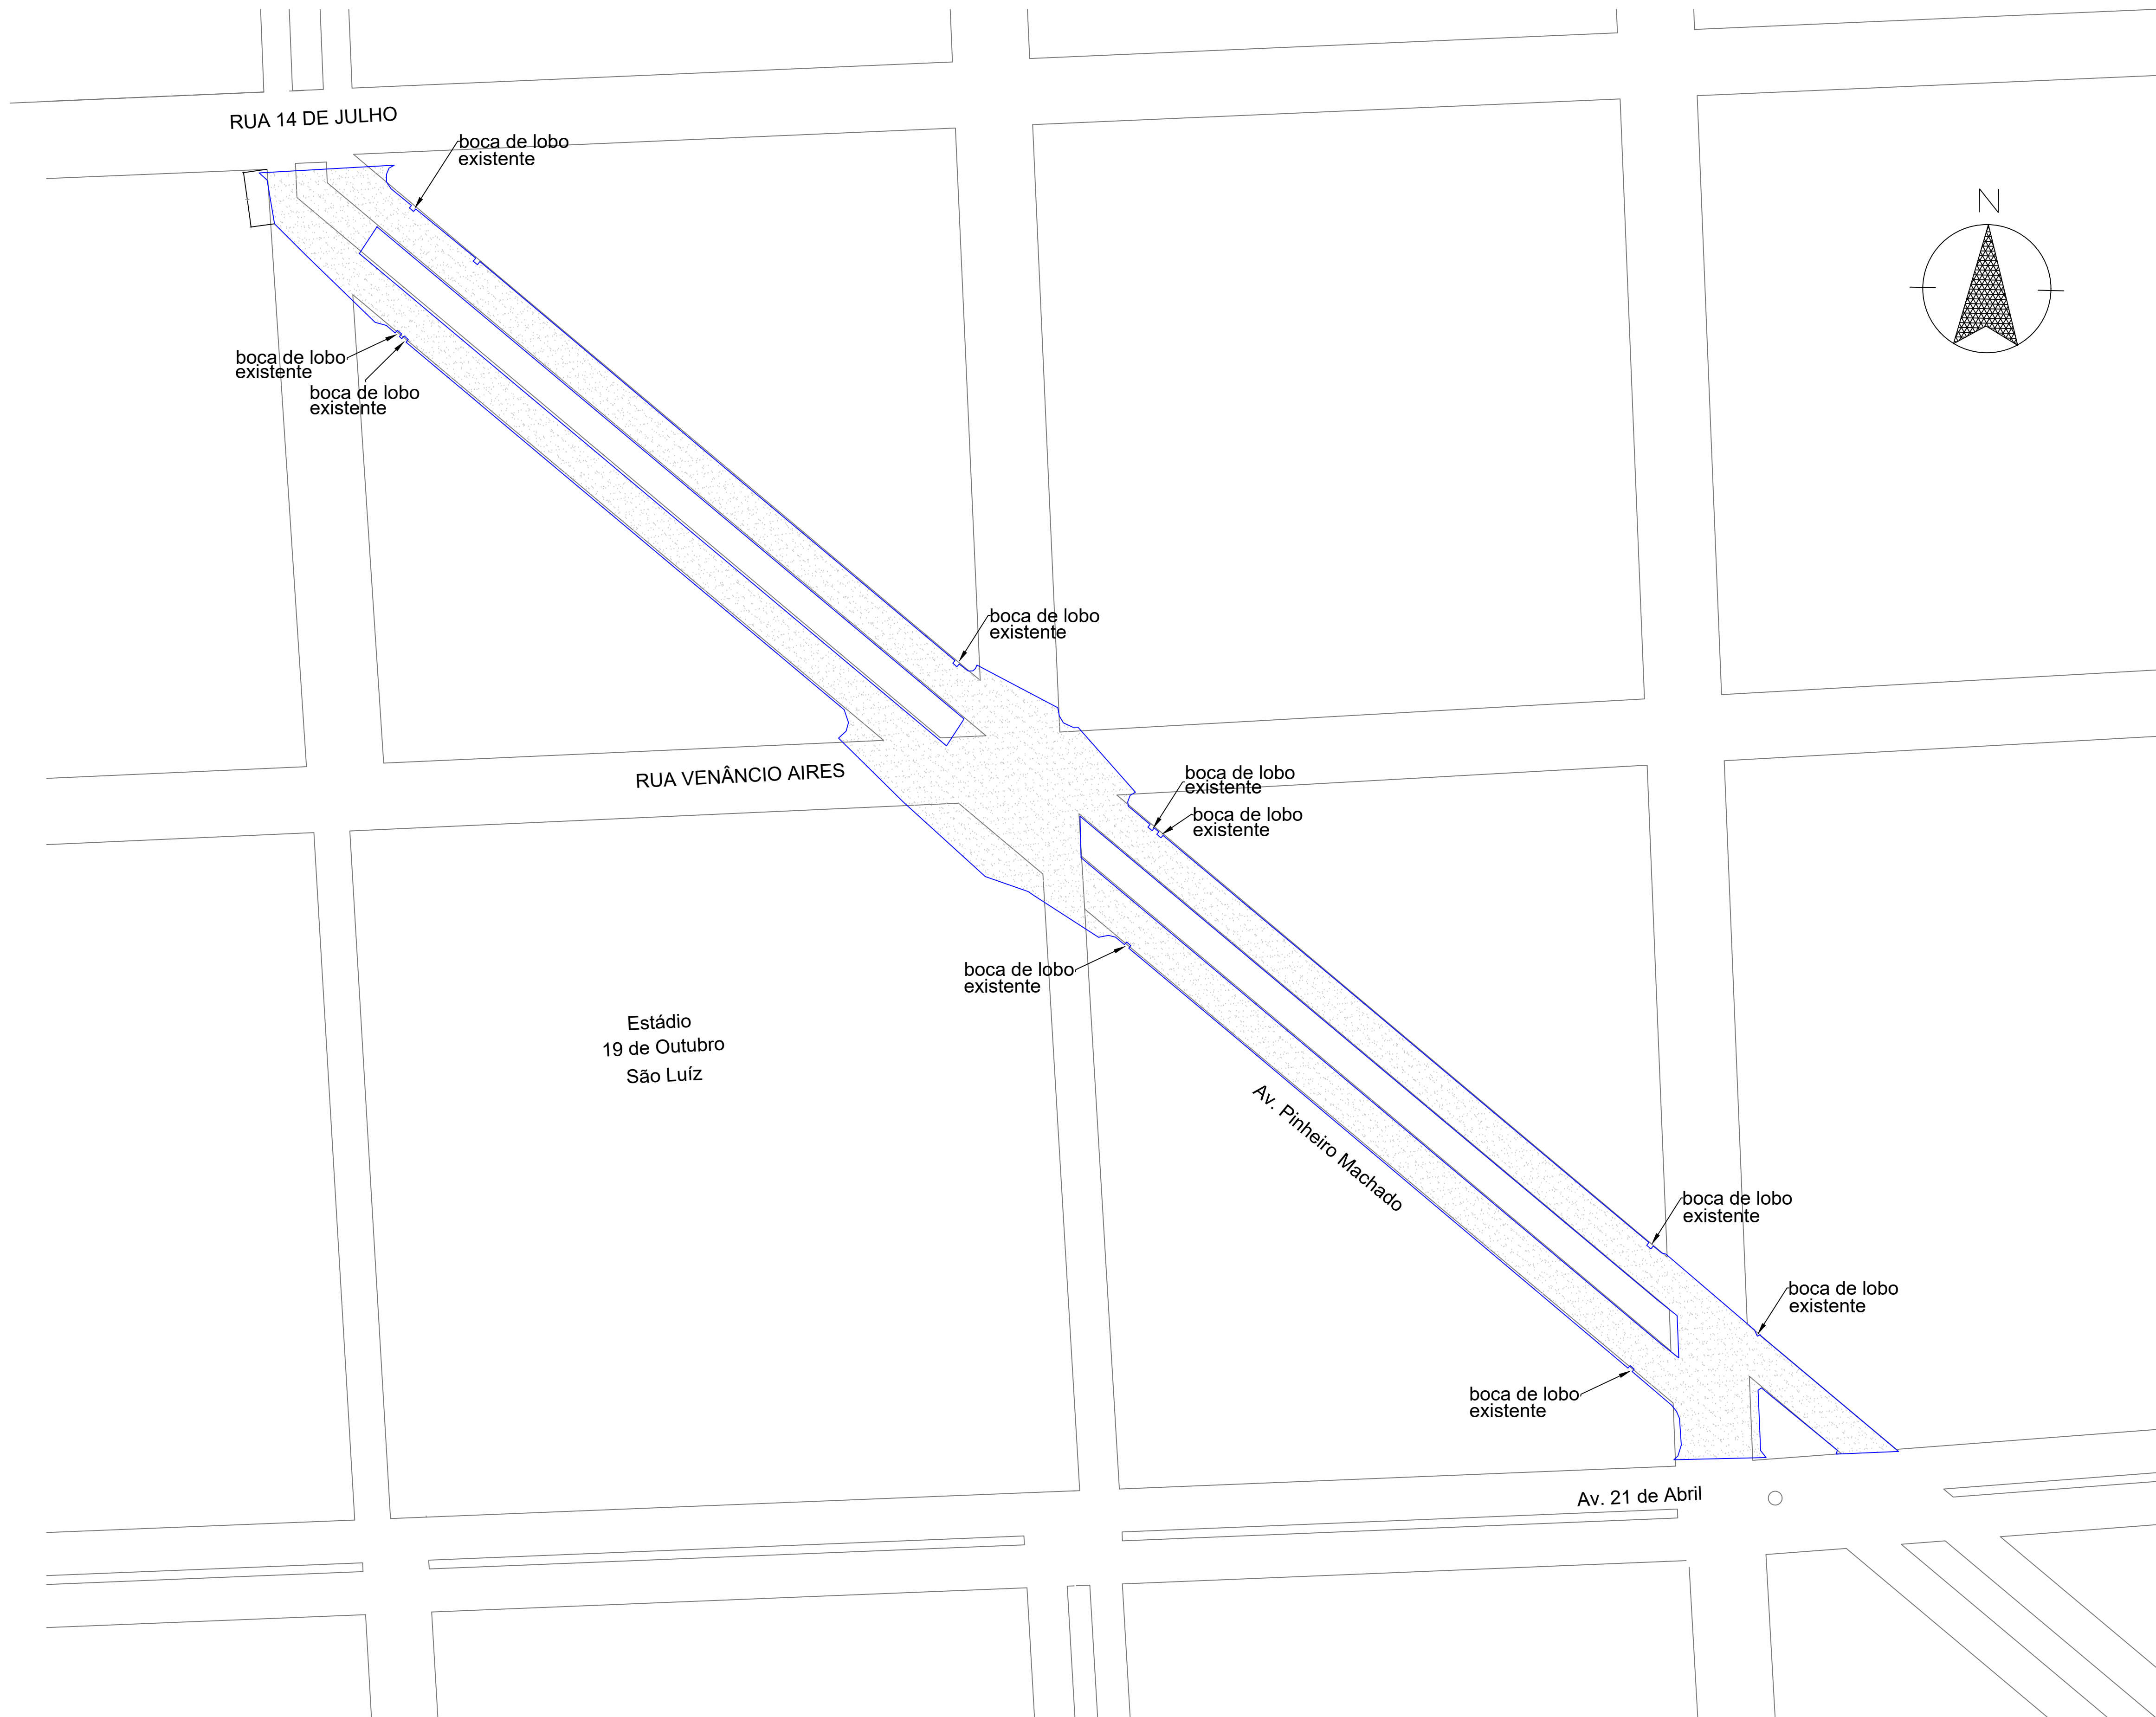 RUA 14 DE JULHO
boca de lobo
existente
N
boca de lobo
existente
boca de lobo
existente
boca de lobo
existente
RUA VENÂNCIO AIRES
boca de lobo
existente
boca de lobo
existente
boca de lobo
existente
Estádio
19 de Outubro
São Luíz
Av. Pinheiro Machado
boca de lobo
existente
boca de lobo
existente
boca de lobo
existente
Av. 21 de Abril